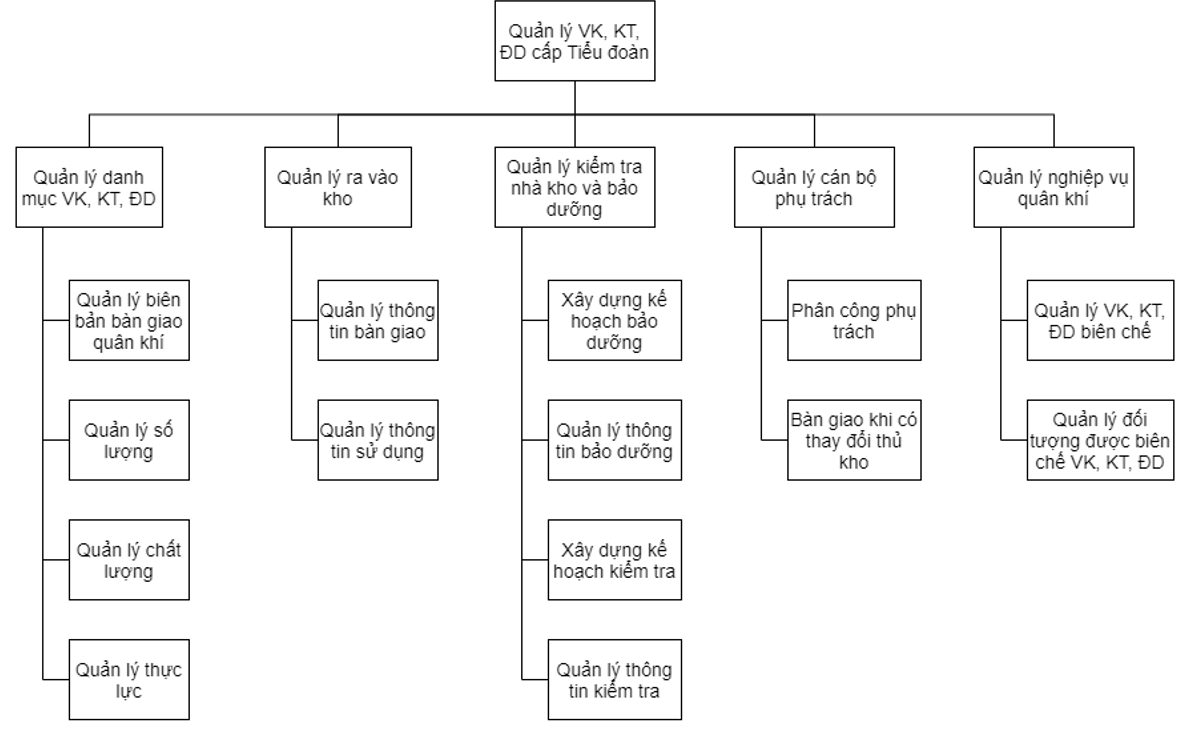 Quản lý VK, KT,
ĐD cấp Tiểu đoàn
Quản lý danh
mục VK, KT, ĐD
Quản lý ra vào
kho
Quản lý kiểm tra
nhà kho và bảo
dưỡng
Quản lý cán bộ
phụ trách
Quản lý nghiệp vụ
quân khí
Quản lý biên
bản bàn giao
quân khí
Quản lý số
lượng
Quản lý chất
lượng
Quản lý thực
lực
Quản lý thông
tin bàn giao
Quản lý thông
tin sử dụng
Xây dựng kế
hoạch bảo
dưỡng
Quản lý thông
tin bảo dưỡng
Xây dựng kế
hoạch kiểm tra
Quản lý thông
tin kiểm tra
Phân công phụ
trách
Bàn giao khi có
thay đổi thủ
kho
Quản lý VK, KT,
ĐD biên chế
Quản lý đối
tượng được biên
chế VK, KT, ĐD